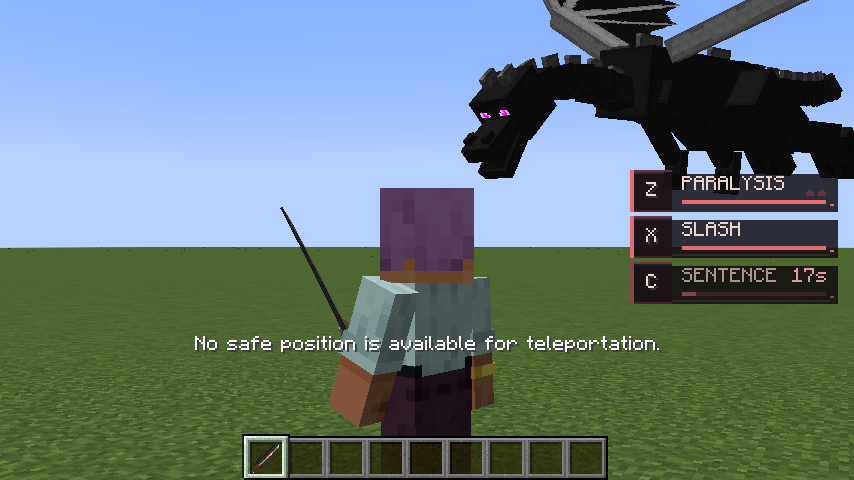 Z PARALYSIS
X SLASH
C SENTENCE 17s
No safe position is available for teleportation.